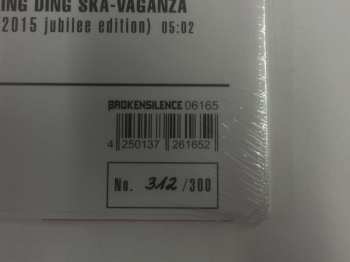 ING DING SKA-VAGANZA
2015 jubilee edition) 05:02
BROKENSILENCE 06165
4 250137 261652
No. 312 /300